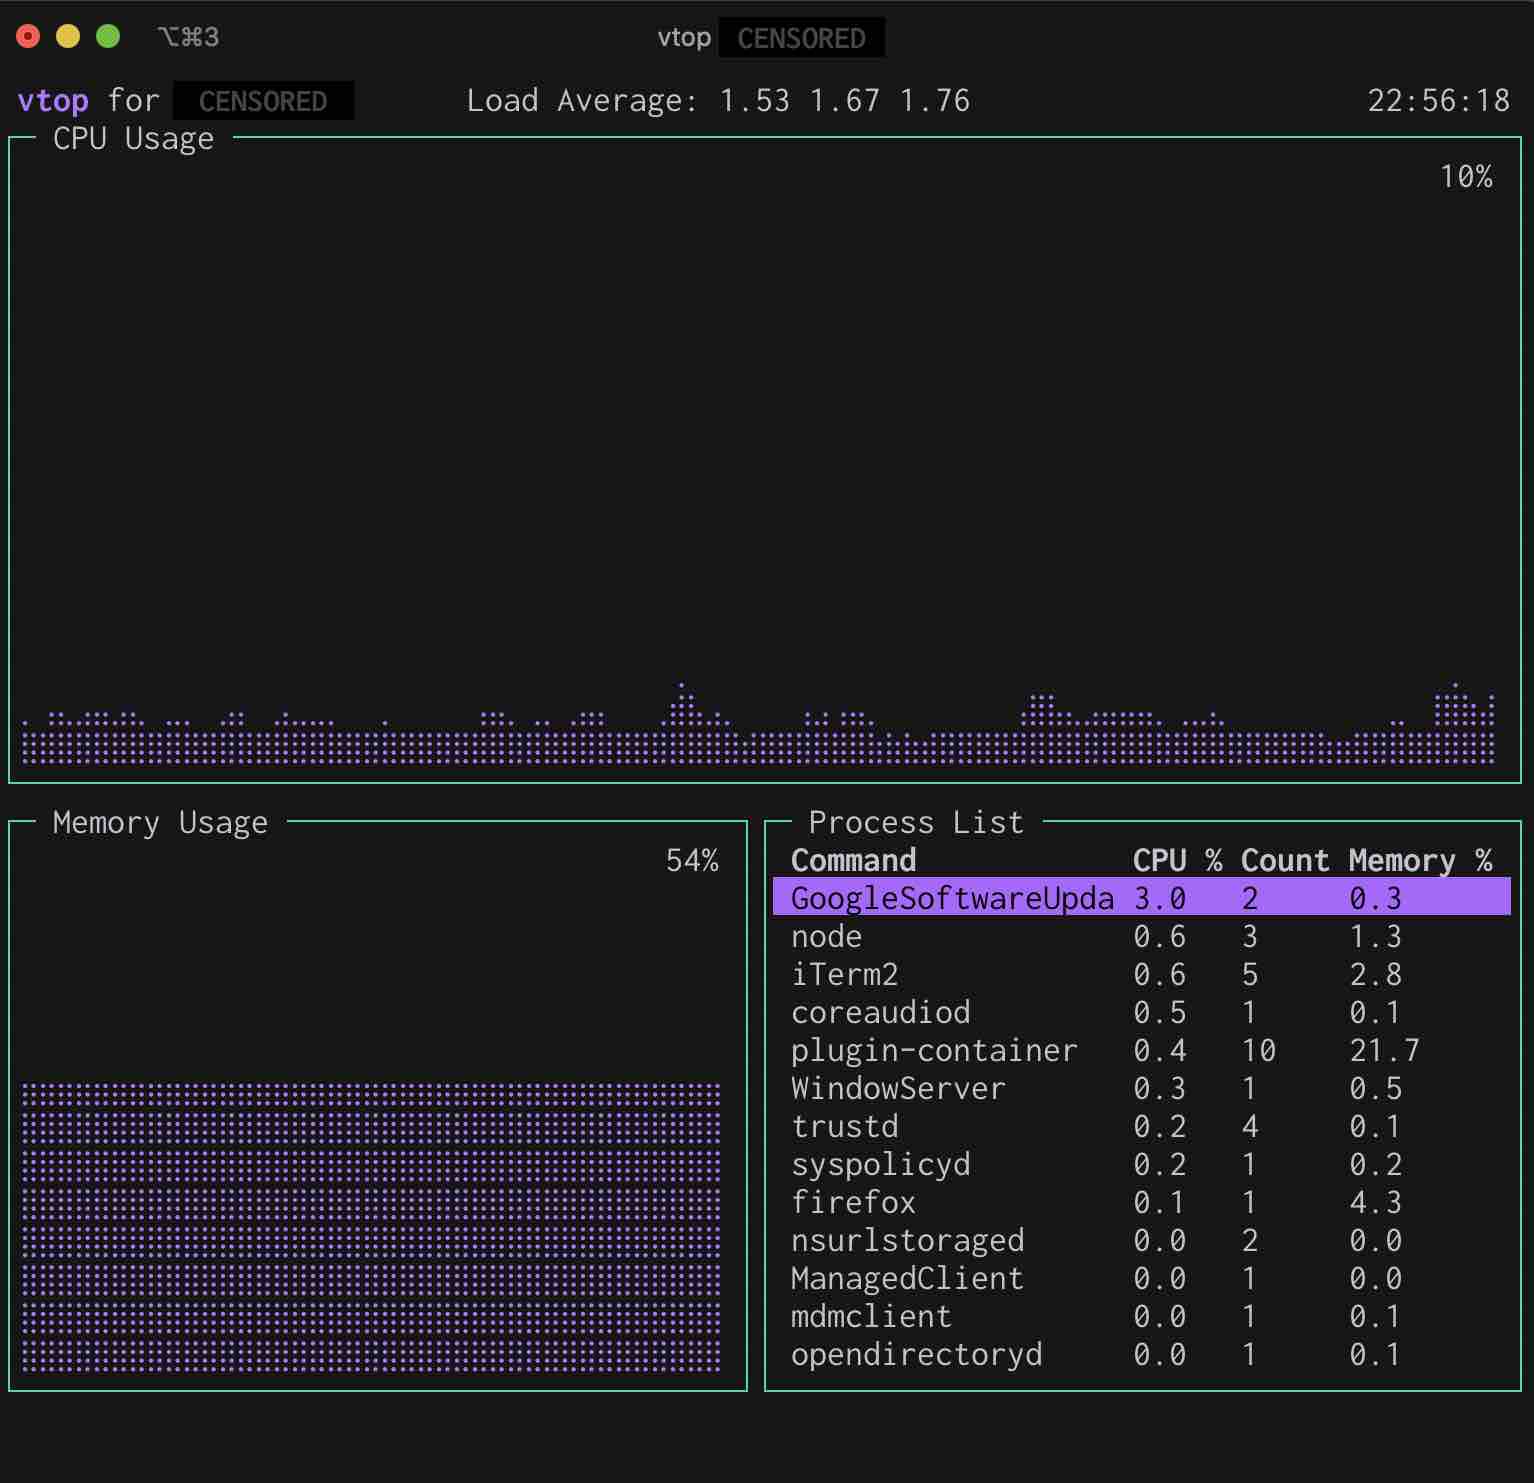 ⌥⌘3 vtop CENSORED
vtop for CENSORED Load Average: 1.53 1.67 1.76 22:56:18
CPU Usage
10%
Memory Usage
54%
Process List
Command CPU % Count Memory %
GoogleSoftwareUpda 3.0 2 0.3
node 0.6 3 1.3
iTerm2 0.6 5 2.8
coreaudiod 0.5 1 0.1
plugin-container 0.4 10 21.7
WindowServer 0.3 1 0.5
trustd 0.2 4 0.1
syspolicyd 0.2 1 0.2
firefox 0.1 1 4.3
nsurlstoraged 0.0 2 0.0
ManagedClient 0.0 1 0.0
mdmclient 0.0 1 0.1
opendirectoryd 0.0 1 0.1